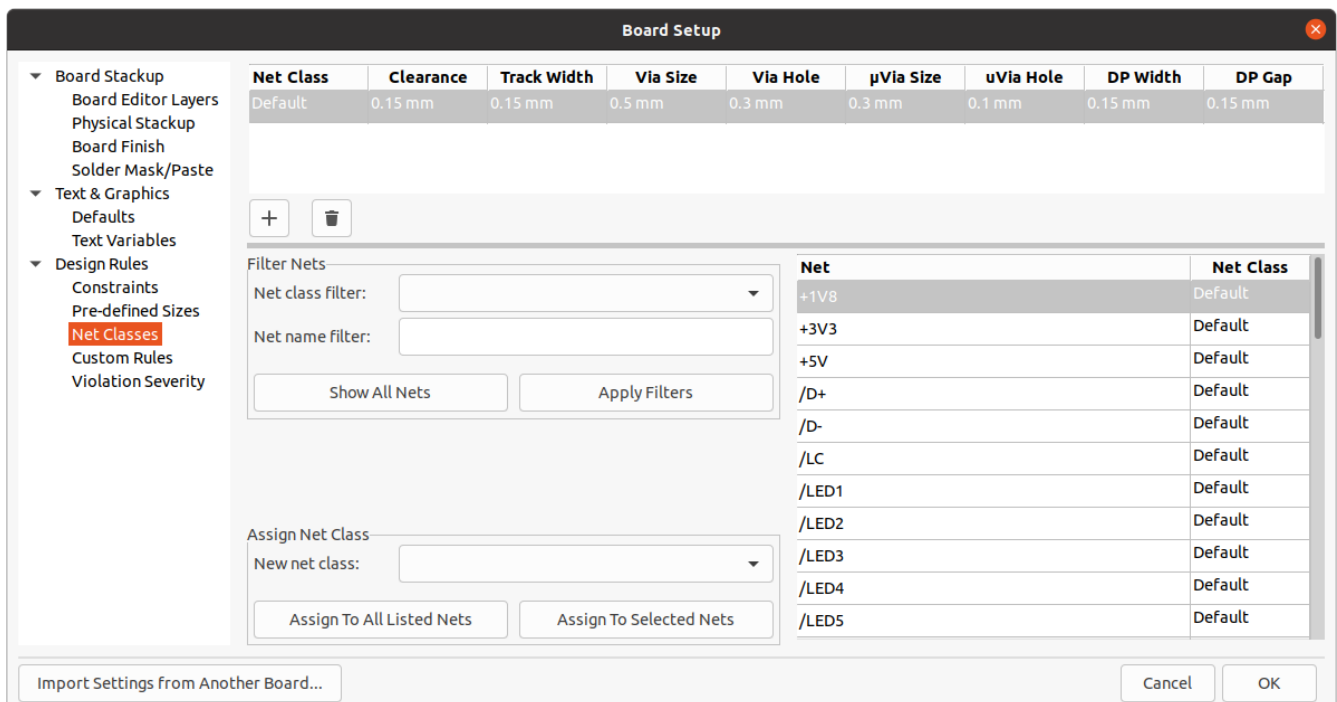 Board Setup
Board Stackup
Board Editor Layers
Physical Stackup
Board Finish
Solder Mask/Paste
Text & Graphics
Defaults
Text Variables
Design Rules
Constraints
Pre-defined Sizes
Net Classes
Custom Rules
Violation Severity
Net Class Clearance Track Width Via Size Via Hole µVia Size uVia Hole DP Width DP Gap
Default 0.15 mm 0.15 mm 0.5 mm 0.3 mm 0.3 mm 0.1 mm 0.15 mm 0.15 mm
Filter Nets
Net class filter:
Net name filter:
Show All Nets Apply Filters
Assign Net Class
New net class:
Assign To All Listed Nets Assign To Selected Nets
Net Net Class
+1V8 Default
+3V3 Default
+5V Default
/D+ Default
/D- Default
/LC Default
/LED1 Default
/LED2 Default
/LED3 Default
/LED4 Default
/LED5 Default
Import Settings from Another Board... Cancel OK